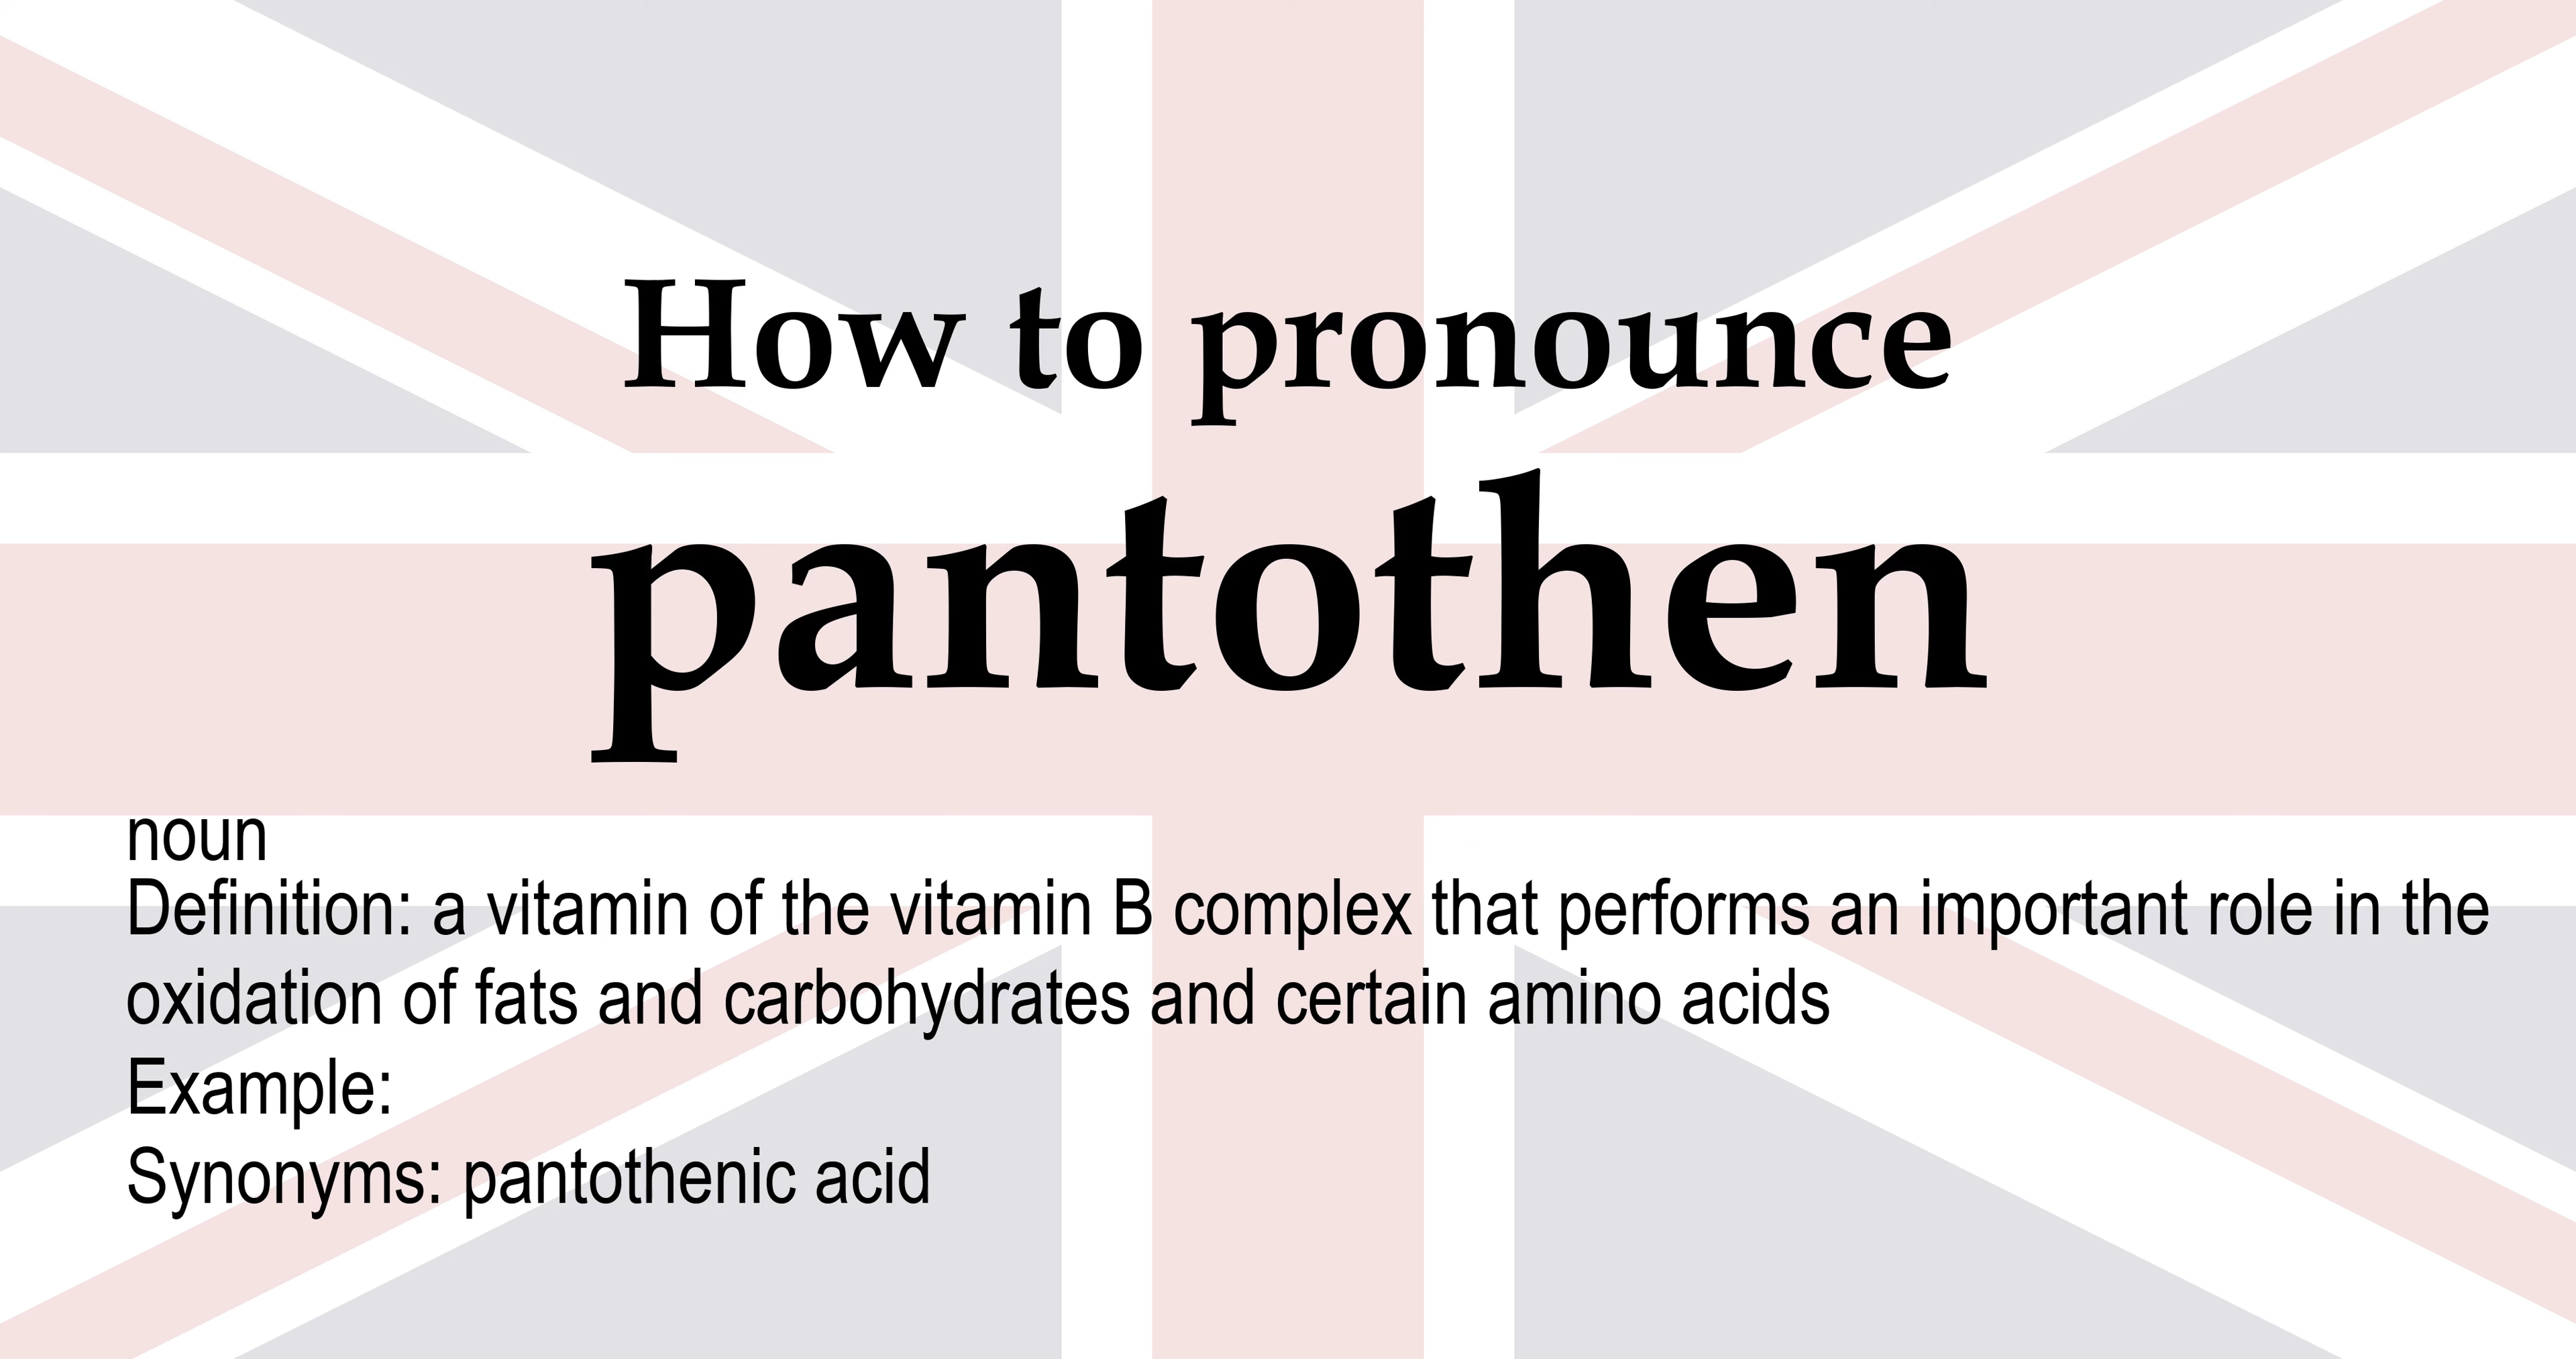 How to pronounce
pantothen
noun
Definition: a vitamin of the vitamin B complex that performs an important role in the
oxidation of fats and carbohydrates and certain amino acids
Example:
Synonyms: pantothenic acid